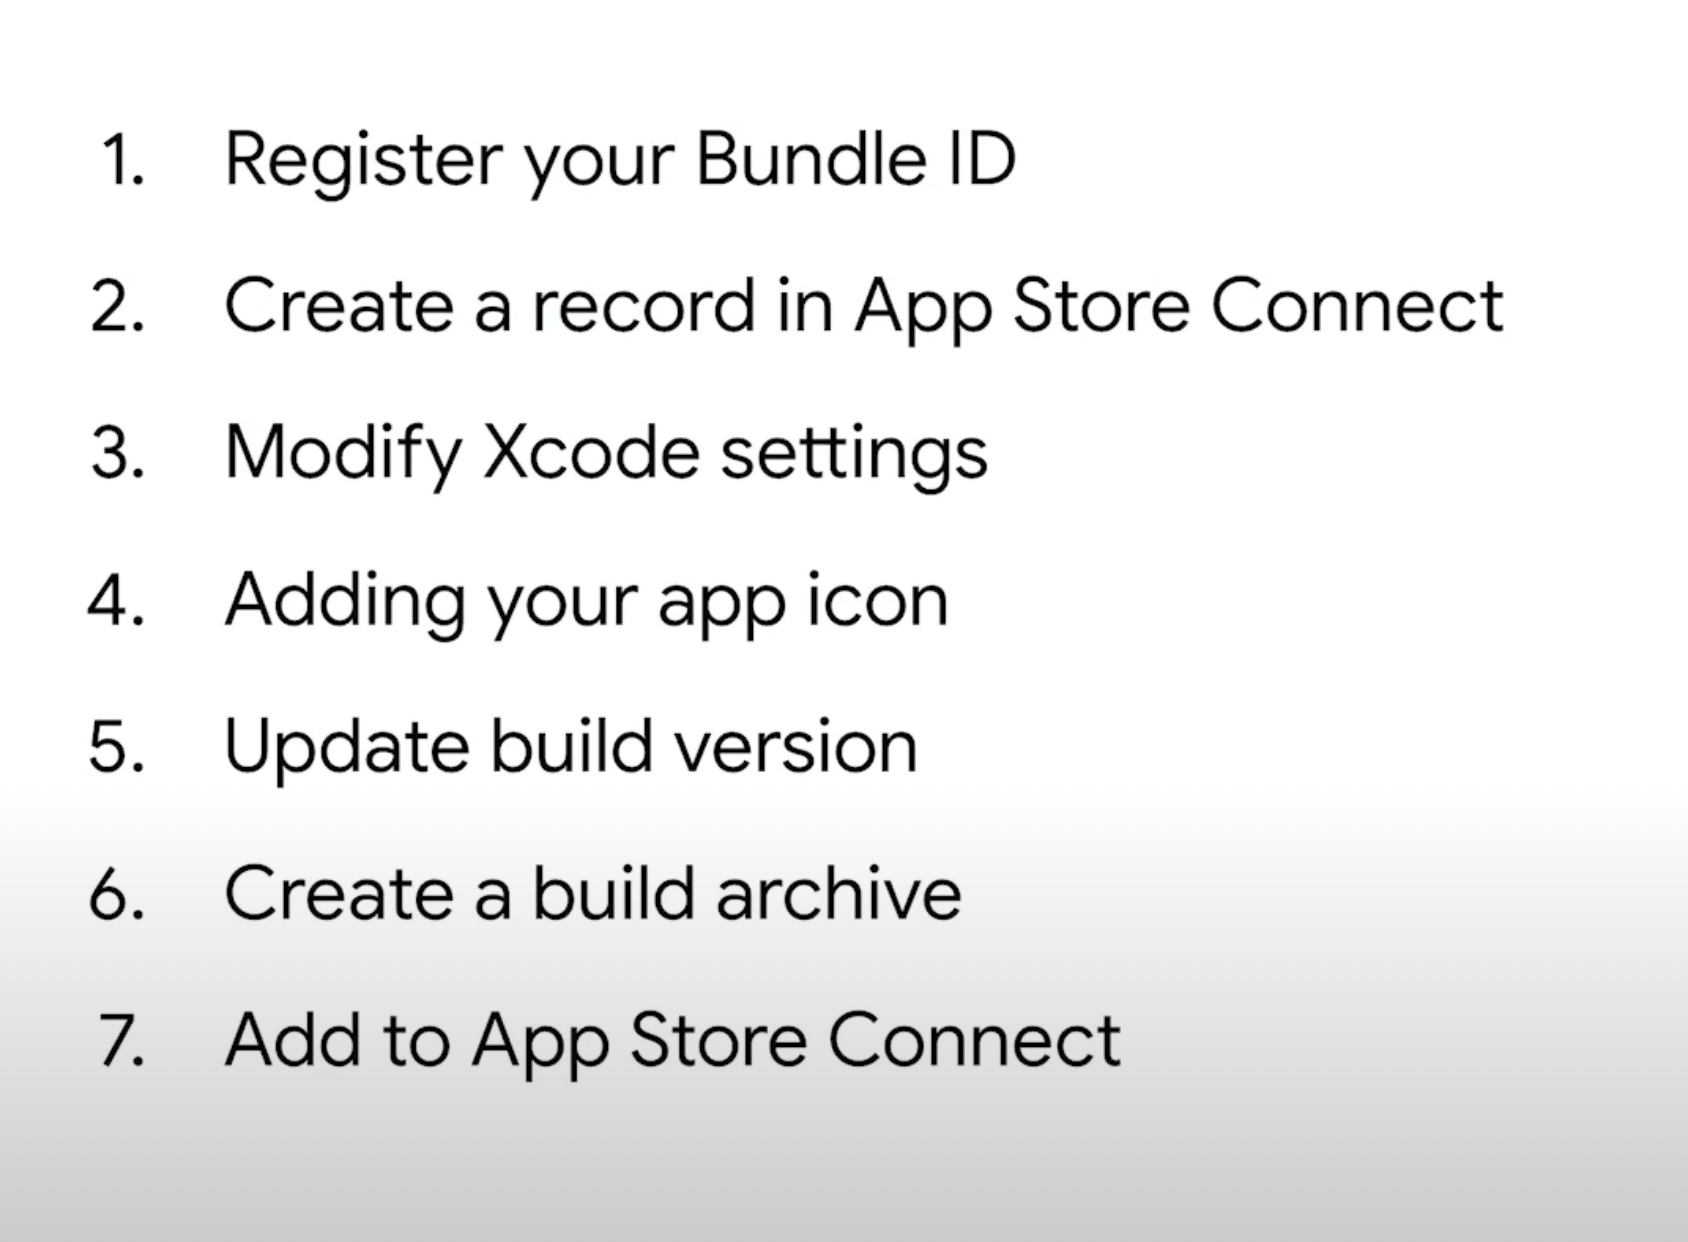 1. Register your Bundle ID
2. Create a record in App Store Connect
3. Modify Xcode settings
4. Adding your app icon
5. Update build version
6. Create a build archive
7. Add to App Store Connect